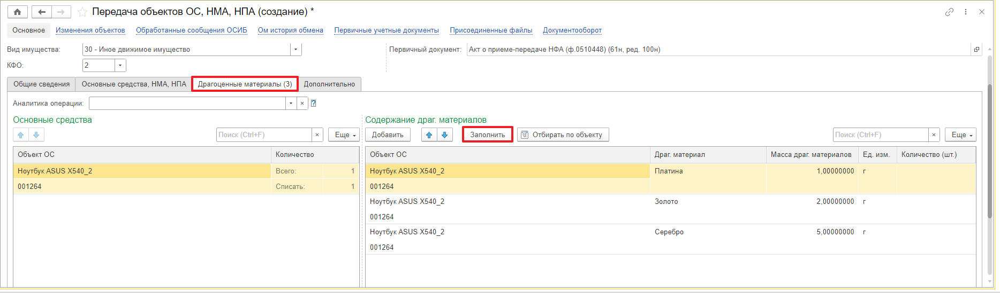 Передача объектов ОС, НМА, НПА (создание) *
Основное Изменения объектов Обработанные сообщения ОСИБ Ом история обмена Первичные учетные документы Присоединенные файлы Документооборот
Вид имущества: 30 - Иное движимое имущество Первичный документ: Акт о приеме-передаче НФА (ф.0510448) (61н, ред. 100н)
КФО: 2
Общие сведения Основные средства, НМА, НПА Драгоценные материалы (3) Дополнительно
Аналитика операции: ?
Основные средства Содержание драг. материалов
Поиск (Ctrl+F) × Еще Добавить Заполнить Отбирать по объекту Поиск (Ctrl+F) × Еще
Объект ОС Количество Объект ОС Драг. материал Масса драг. материалов Ед. изм. Количество (шт.)
Ноутбук ASUS X540_2 Всего: 1 Ноутбук ASUS X540_2 Платина 1,00000000 г
001264 Списать: 1 001264
Ноутбук ASUS X540_2 Золото 2,00000000 г
001264
Ноутбук ASUS X540_2 Серебро 5,00000000 г
001264